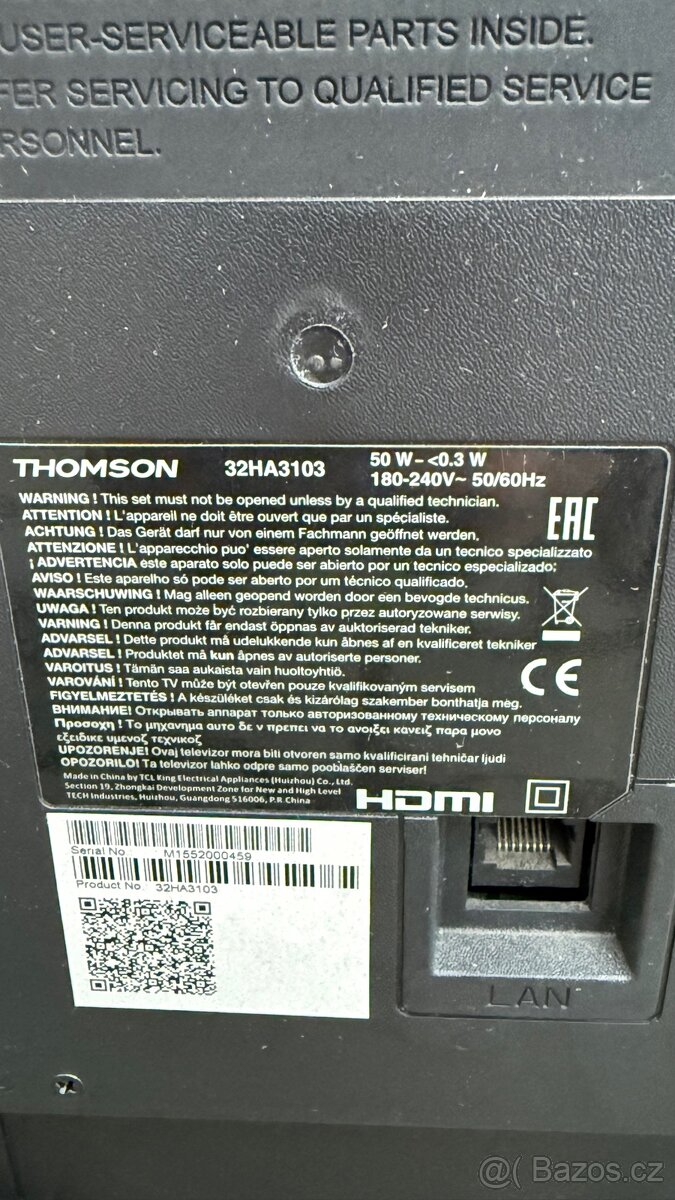 USER-SERVICEABLE PARTS INSIDE.
FER SERVICING TO QUALIFIED SERVICE
RSONNEL.
THOMSON 32HA3103 50 W – <0.3 W
180-240V~ 50/60Hz
WARNING ! This set must not be opened unless by a qualified technician.
ATTENTION ! L'appareil ne doit être ouvert que par un spécialiste.
ACHTUNG ! Das Gerät darf nur von einem Fachmann geöffnet werden.
EAC
ATTENZIONE ! L'apparecchio puo' essere aperto solamente da un tecnico specializzato
¡ ADVERTENCIA este aparato solo puede ser abierto por un tecnico especializado;
AVISO ! Este aparelho só pode ser aberto por um técnico qualificado.
WAARSCHUWING ! Mag alleen geopend worden door een bevogde technicus.
UWAGA ! Ten produkt może być rozbierany tylko przez autoryzowane serwisy.
VARNING ! Denna produkt får endast öppnas av auktoriserad tekniker.
ADVARSEL ! Dette produkt må udelukkende kun åbnes af en kvalificeret tekniker
ADVARSEL ! Produktet må kun åpnes av autoriserte personer.
VAROITUS ! Tämän saa aukaista vain huoltoyhtiö.
VAROVÁNÍ ! Tento TV může být otevřen pouze kvalifikovaným servisem
CE
FIGYELMEZTETÉS ! A készüléket csak és kizárólag szakember bonthatja meg.
ВНИМАНИЕ! Открывать аппарат только авторизованному техническому персоналу
Προσοχη ! Το μηχανημα αυτο δε ν πρεπει να το ανοιξει κανειζ παρα μονο
εξειδικε υμενοζ τεχνικοζ
UPOZORENJE! Ovaj televizor mora biti otvoren samo kvalificirani tehničar ljudi
OPOZORILO! Ta televizor lahko odpre samo pooblaščen serviser!
Made in China by TCL King Electrical Appliances (Huizhou) Co., Ltd.
Section 19, Zhongkai Development Zone for New and High Level
TECH Industries, Huizhou, Guangdong 516006, P.R. China
HDMI
Serial No. M1552000459
Product No. 32HA3103
LAN
@ Bazos.cz